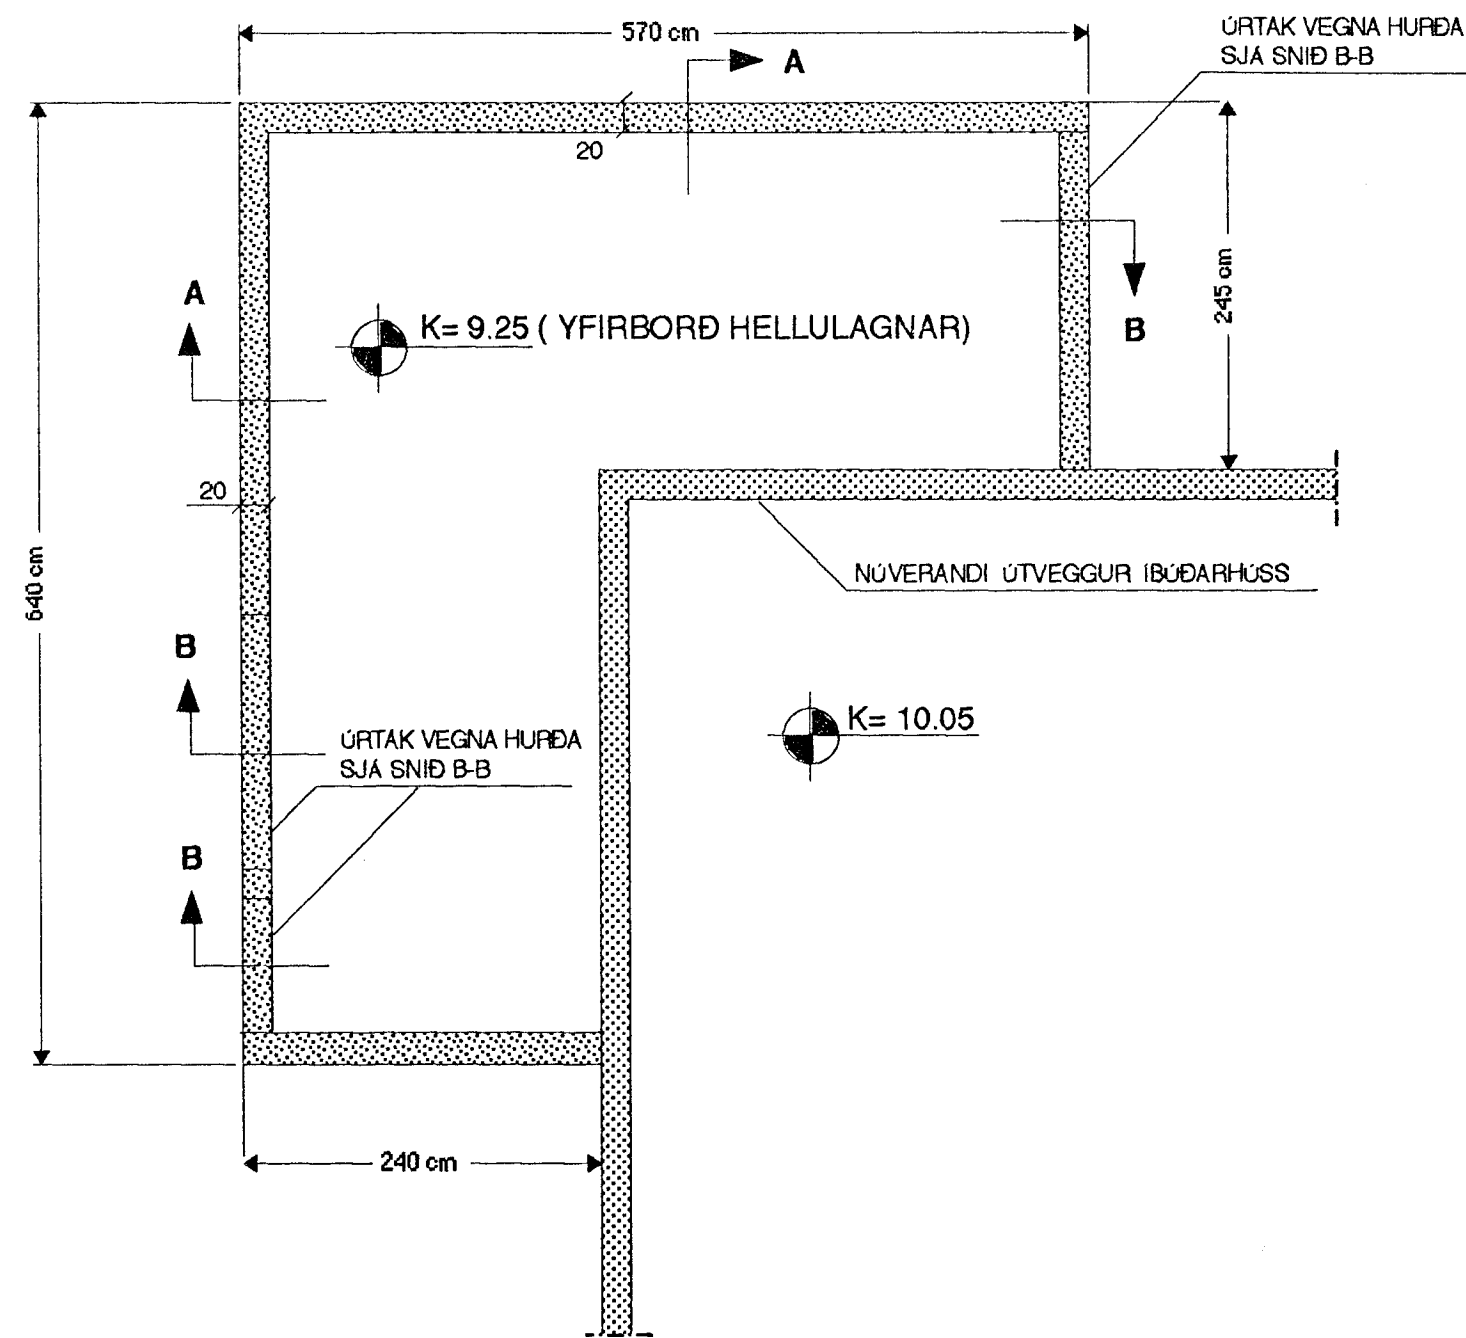 570 cm
ÚRTAK VEGNA HURÐA
SJÁ SNIÐ B-B
A
20
A
K= 9.25 ( YFIRBORÐ HELLULAGNAR)
245 cm
B
20
640 cm
NÚVERANDI ÚTVEGGUR ÍBÚÐARHÚSS
B
K= 10.05
ÚRTAK VEGNA HURÐA
SJÁ SNIÐ B-B
B
240 cm